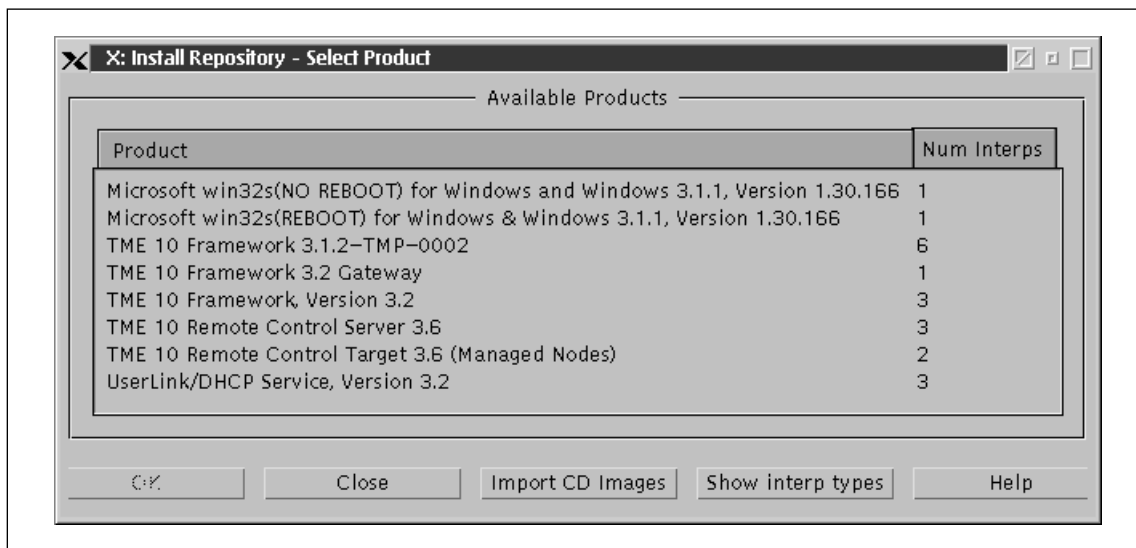 X: Install Repository - Select Product
Available Products
Product Num Interps
Microsoft win32s(NO REBOOT) for Windows and Windows 3.1.1, Version 1.30.166 1
Microsoft win32s(REBOOT) for Windows & Windows 3.1.1, Version 1.30.166 1
TME 10 Framework 3.1.2-TMP-0002 6
TME 10 Framework 3.2 Gateway 1
TME 10 Framework, Version 3.2 3
TME 10 Remote Control Server 3.6 3
TME 10 Remote Control Target 3.6 (Managed Nodes) 2
UserLink/DHCP Service, Version 3.2 3
OK Close Import CD Images Show interp types Help